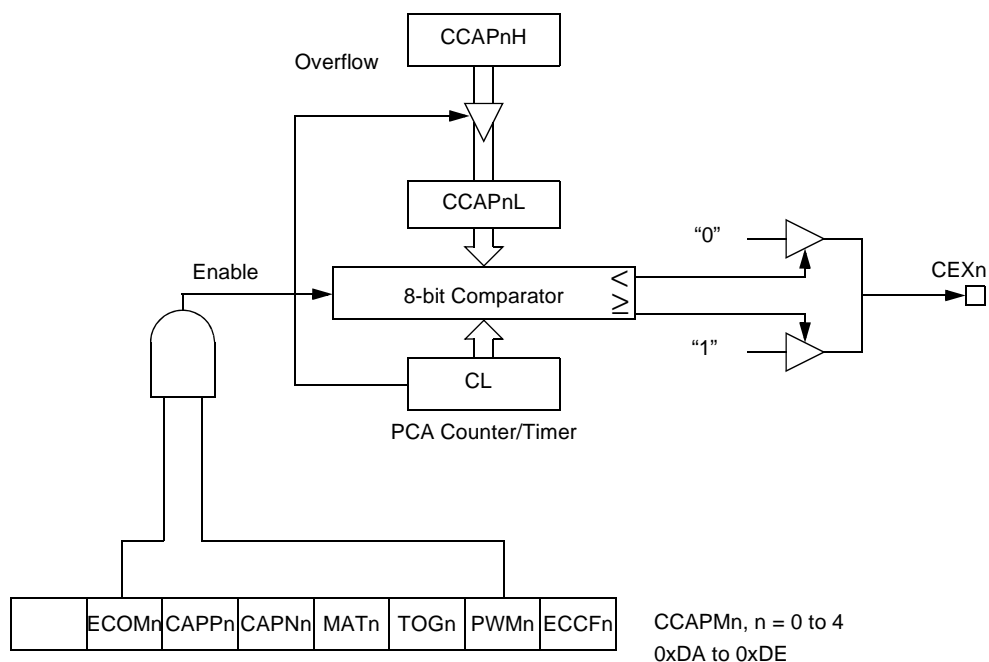 CCAPnH
Overflow
CCAPnL
“0”
Enable
<
8-bit Comparator
≥
CEXn
“1”
CL
PCA Counter/Timer
ECOMn CAPPn CAPNn MATn TOGn PWMn ECCFn
CCAPMn, n = 0 to 4
0xDA to 0xDE